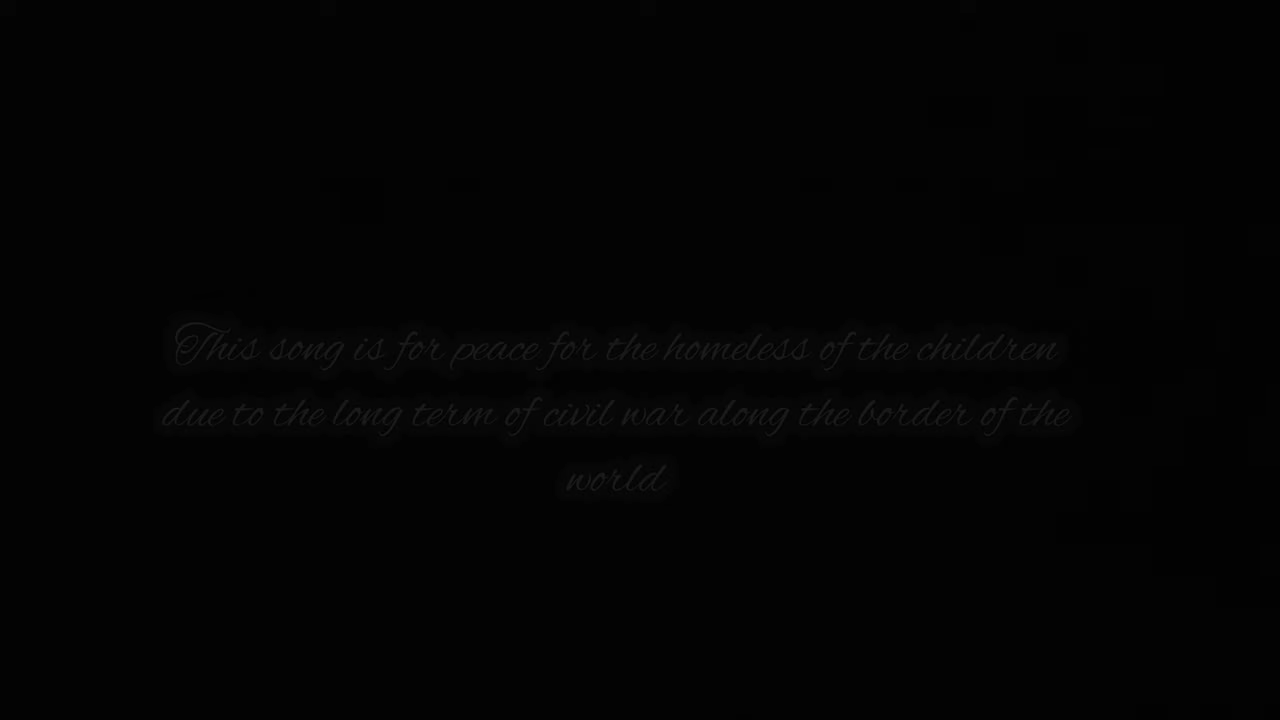 This song is for peace for the homeless of the children
due to the long term of civil war along the border of the
world